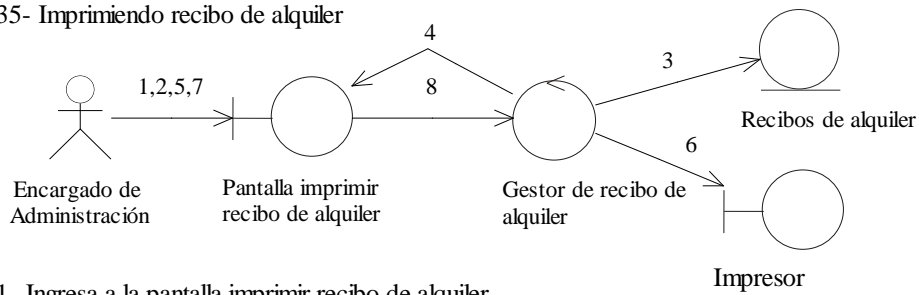 35- Imprimiendo recibo de alquiler
4
1,2,5,7
8
3
6
Recibos de alquiler
Encargado de
Administración
Pantalla imprimir
recibo de alquiler
Gestor de recibo de
alquiler
Impresor
1- Ingresa a la pantalla imprimir recibo de alquiler